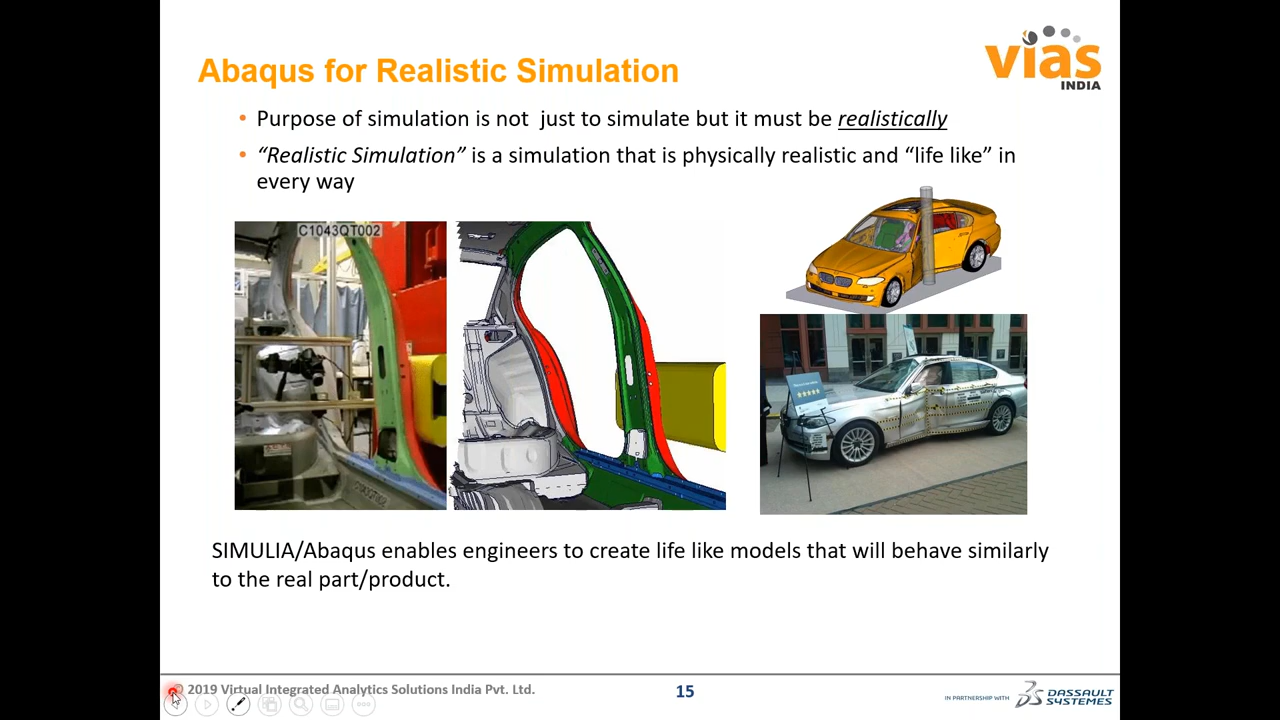 Abaqus for Realistic Simulation
vias
INDIA
• Purpose of simulation is not just to simulate but it must be realistically
• “Realistic Simulation” is a simulation that is physically realistic and “life like” in
every way
C1043QT002
SIMULIA/Abaqus enables engineers to create life like models that will behave similarly
to the real part/product.
© 2019 Virtual Integrated Analytics Solutions India Pvt. Ltd.
15
IN PARTNERSHIP WITH
DASSAULT
SYSTEMES